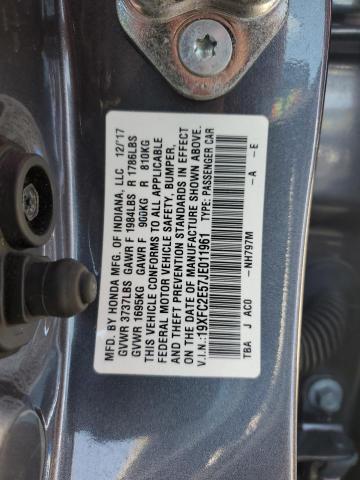 MFD. BY HONDA MFG. OF INDIANA, LLC 12/17
GVWR 3737LBS GAWR F 1984LBS R 1786LBS
GVWR 1695KG GAWR F 900KG R 810KG
THIS VEHICLE CONFORMS TO ALL APPLICABLE
FEDERAL MOTOR VEHICLE SAFETY, BUMPER,
AND THEFT PREVENTION STANDARDS IN EFFECT
ON THE DATE OF MANUFACTURE SHOWN ABOVE.
V.I.N.: 19XFC2E57JE011961 TYPE: PASSENGER CAR
TBA J AC0 -NH797M -A -E